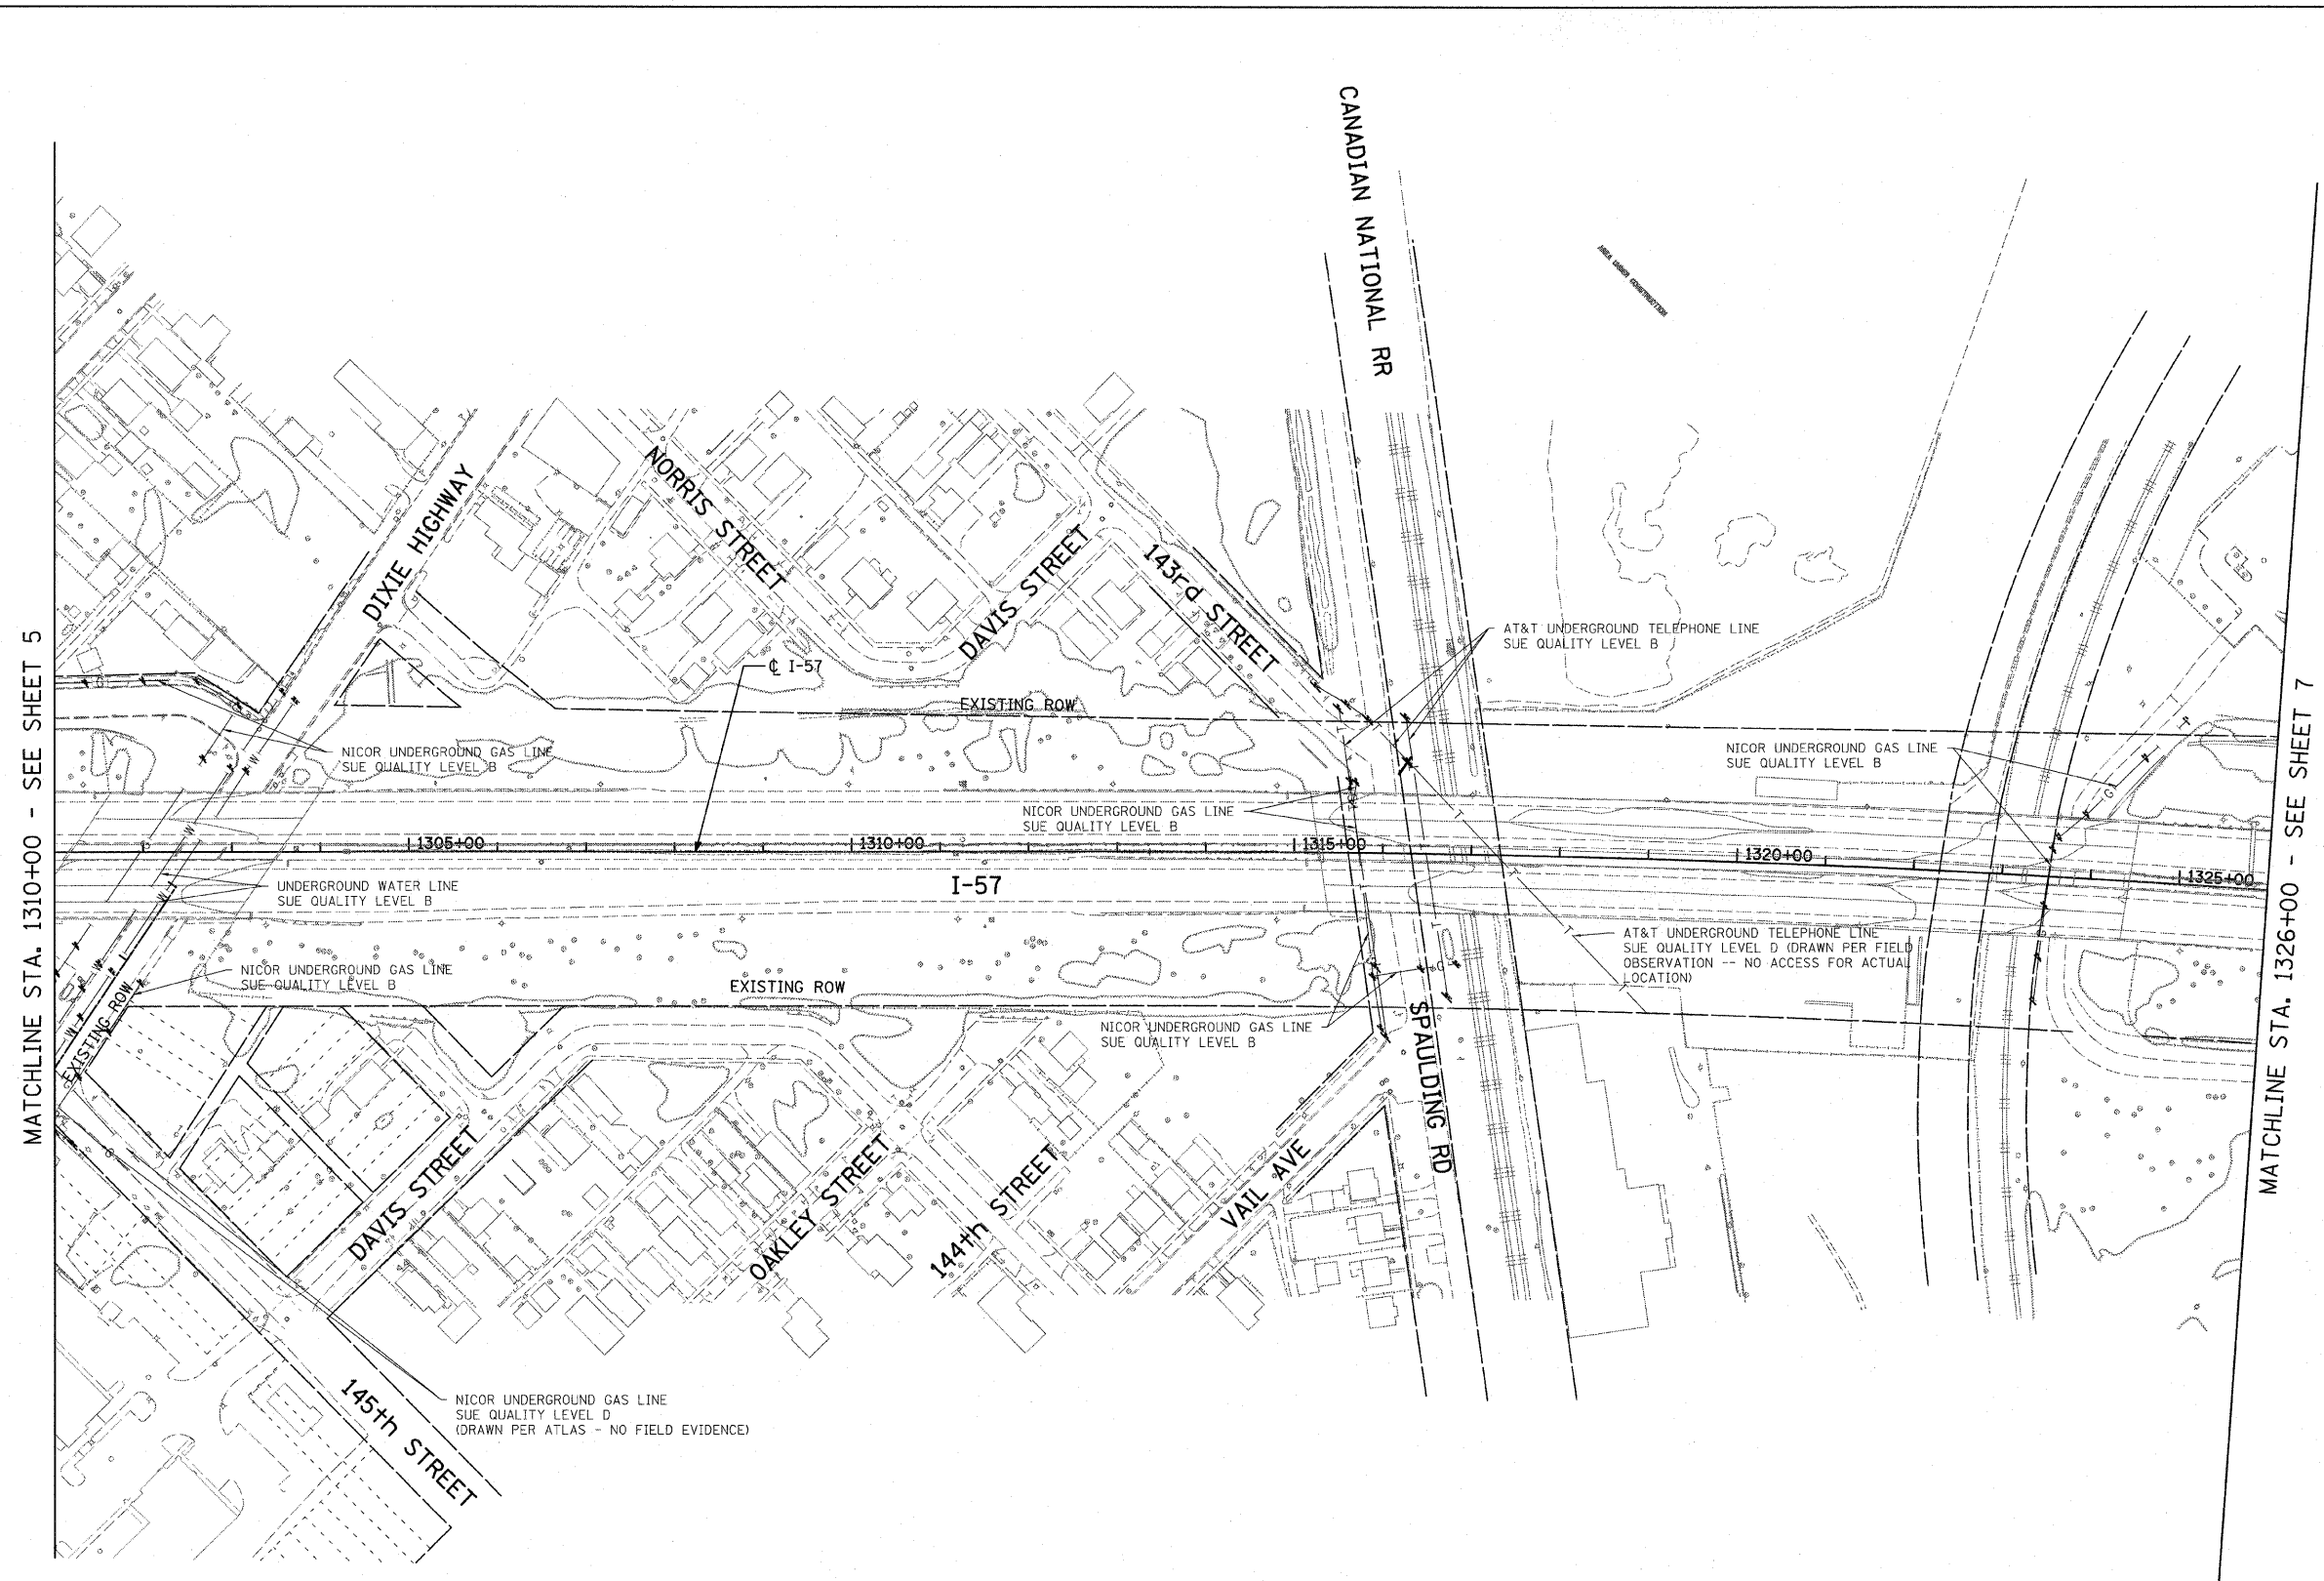 CANADIAN NATIONAL RR
AREA UNDER CONSTRUCTION
MATCHLINE STA. 1310+00 - SEE SHEET 5
DIXIE HIGHWAY
NORRIS STREET
DAVIS STREET
143rd STREET
AT&T UNDERGROUND TELEPHONE LINE
SUE QUALITY LEVEL B
℄ I-57
EXISTING ROW
NICOR UNDERGROUND GAS LINE
SUE QUALITY LEVEL B
NICOR UNDERGROUND GAS LINE
SUE QUALITY LEVEL B
NICOR UNDERGROUND GAS LINE
SUE QUALITY LEVEL B
1305+00
1310+00
1315+00
1320+00
1325+00
I-57
UNDERGROUND WATER LINE
SUE QUALITY LEVEL B
AT&T UNDERGROUND TELEPHONE LINE
SUE QUALITY LEVEL D (DRAWN PER FIELD
OBSERVATION -- NO ACCESS FOR ACTUAL
LOCATION)
NICOR UNDERGROUND GAS LINE
SUE QUALITY LEVEL B
EXISTING ROW
EXISTING ROW
NICOR UNDERGROUND GAS LINE
SUE QUALITY LEVEL B
SPAULDING RD
DAVIS STREET
OAKLEY STREET
144th STREET
VAIL AVE
NICOR UNDERGROUND GAS LINE
SUE QUALITY LEVEL D
(DRAWN PER ATLAS - NO FIELD EVIDENCE)
145th STREET
MATCHLINE STA. 1326+00 - SEE SHEET 7